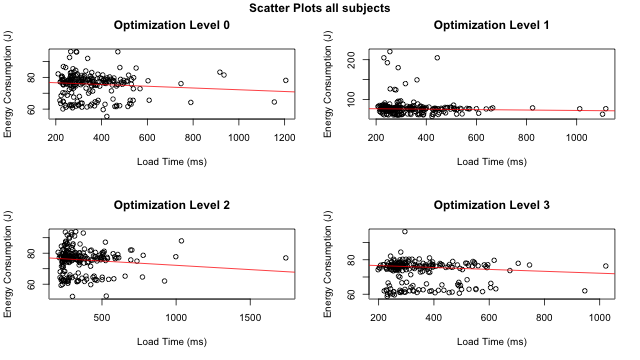 Scatter Plots all subjects
Optimization Level 0
Energy Consumption (J)
80
60
200 400 600 800 1000 1200
Load Time (ms)
Optimization Level 1
Energy Consumption (J)
200
100
200 400 600 800 1000
Load Time (ms)
Optimization Level 2
Energy Consumption (J)
80
60
500 1000 1500
Load Time (ms)
Optimization Level 3
Energy Consumption (J)
80
60
200 400 600 800 1000
Load Time (ms)